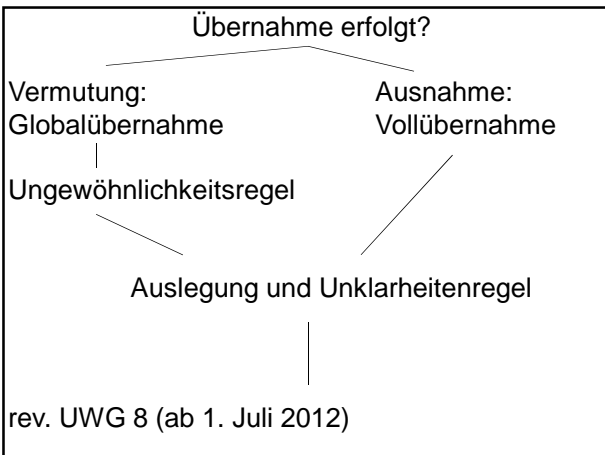 Übernahme erfolgt?
Vermutung:
Globalübernahme
Ausnahme:
Vollübernahme
Ungewöhnlichkeitsregel
Auslegung und Unklarheitenregel
rev. UWG 8 (ab 1. Juli 2012)